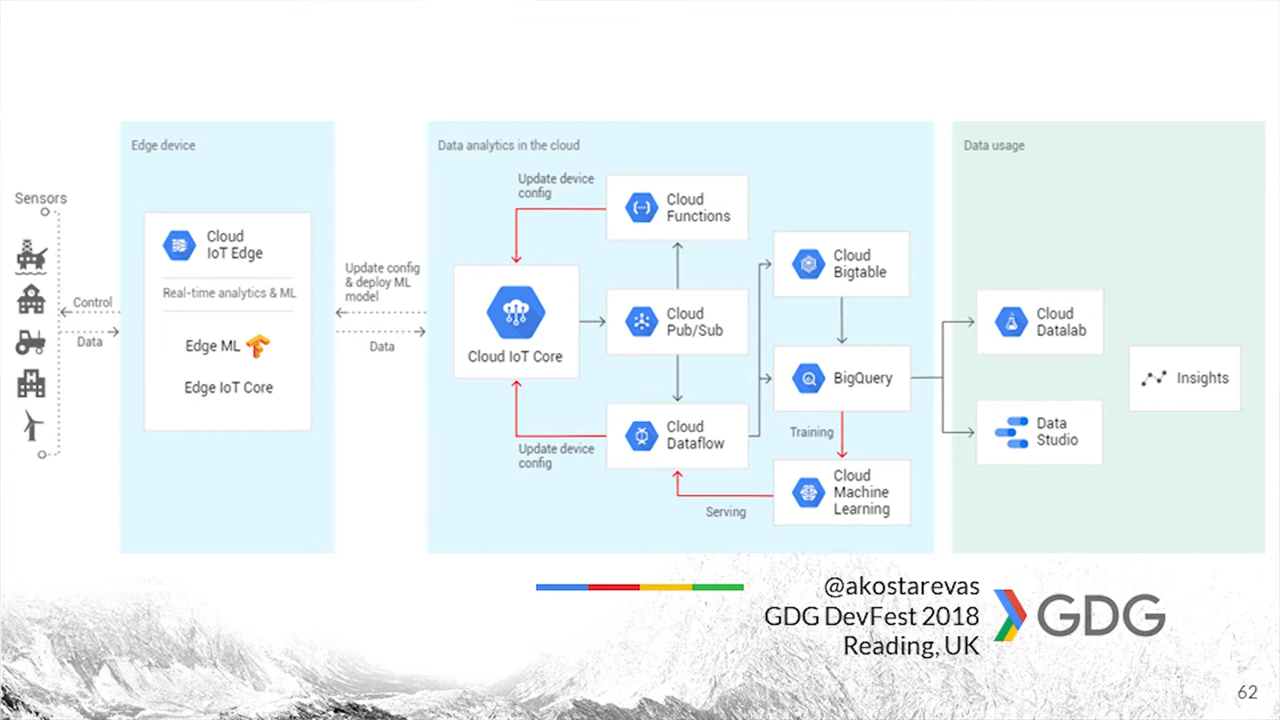 Sensors
Control
Data
Edge device
Cloud
IoT Edge
Real-time analytics & ML
Edge ML
Edge IoT Core
Update config
& deploy ML
model
Data
Data analytics in the cloud
Update device
config
Cloud IoT Core
Update device
config
Cloud
Functions
Cloud
Pub/Sub
Cloud
Dataflow
Cloud
Bigtable
BigQuery
Training
Cloud
Machine
Learning
Serving
Data usage
Cloud
Datalab
Data
Studio
Insights
@akostarevas
GDG DevFest 2018
Reading, UK
GDG
62